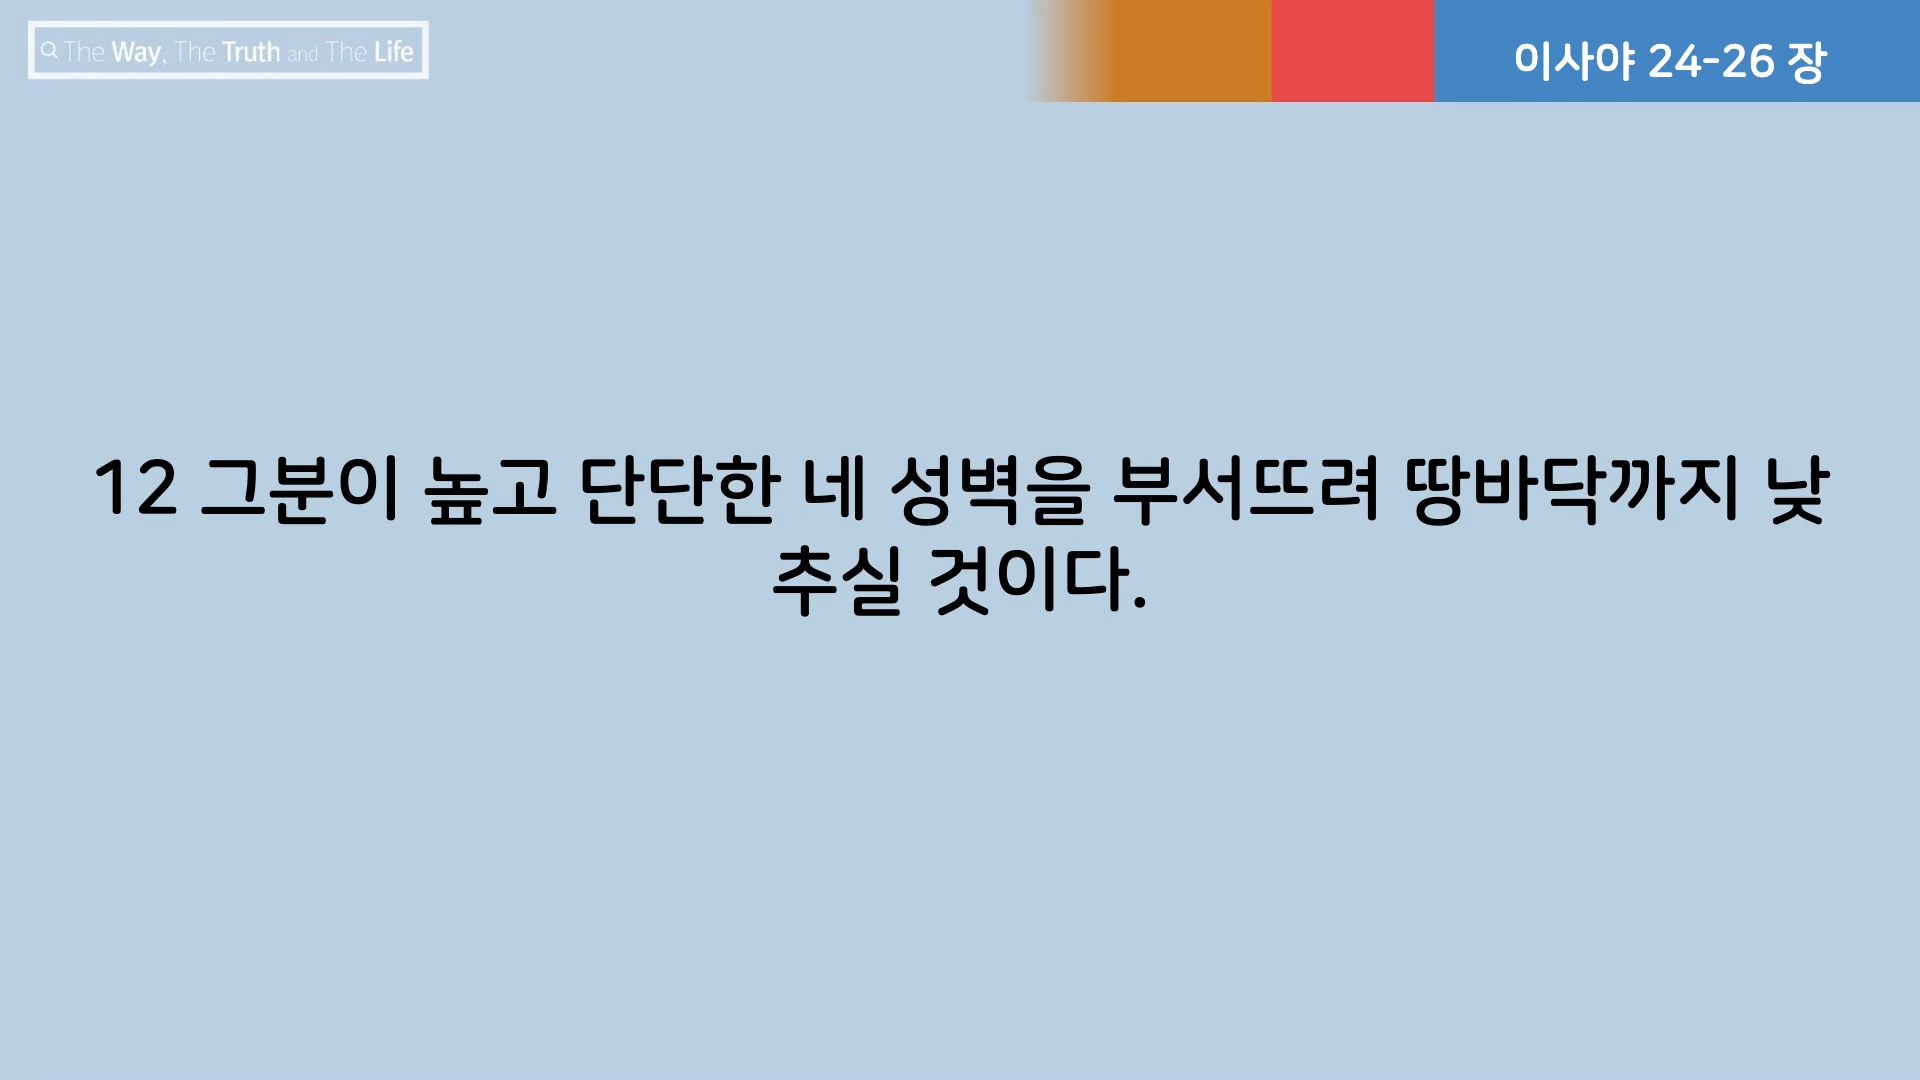 The Way, The Truth and The Life
이사야 24-26 장
12 그분이 높고 단단한 네 성벽을 부서뜨려 땅바닥까지 낮
추실 것이다.